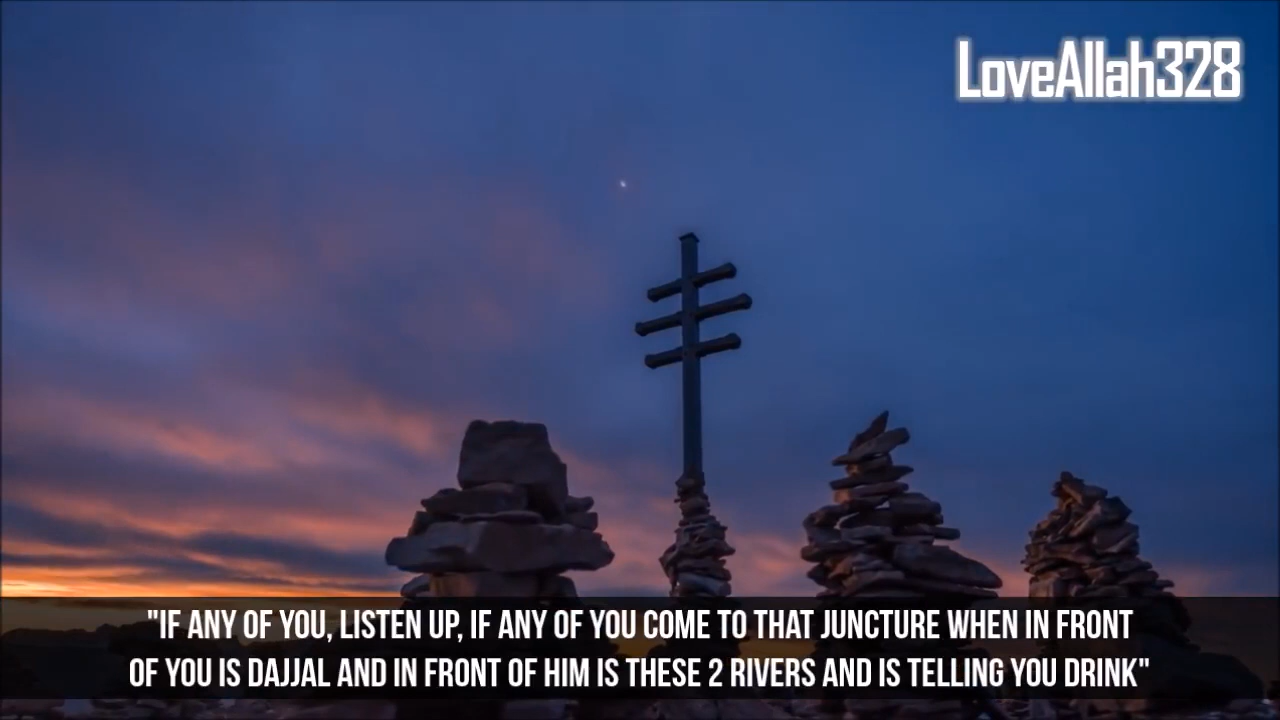 LoveAllah328
"IF ANY OF YOU, LISTEN UP, IF ANY OF YOU COME TO THAT JUNCTURE WHEN IN FRONT
OF YOU IS DAJJAL AND IN FRONT OF HIM IS THESE 2 RIVERS AND IS TELLING YOU DRINK"